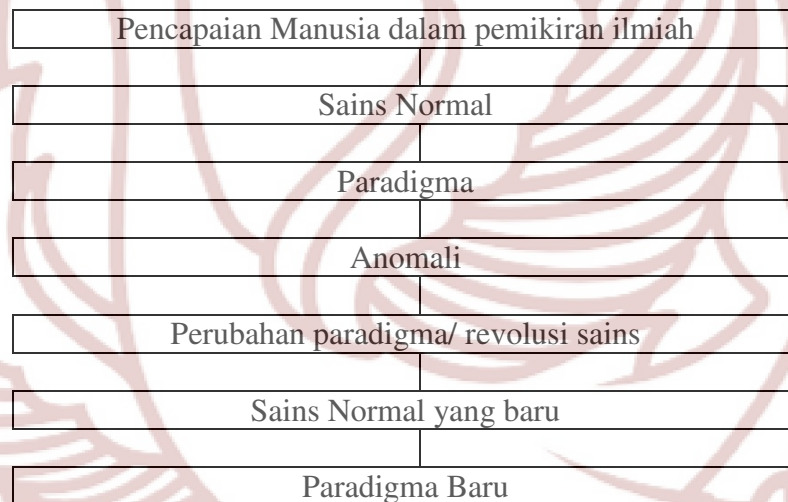 Pencapaian Manusia dalam pemikiran ilmiah
Sains Normal
Paradigma
Anomali
Perubahan paradigma/ revolusi sains
Sains Normal yang baru
Paradigma Baru